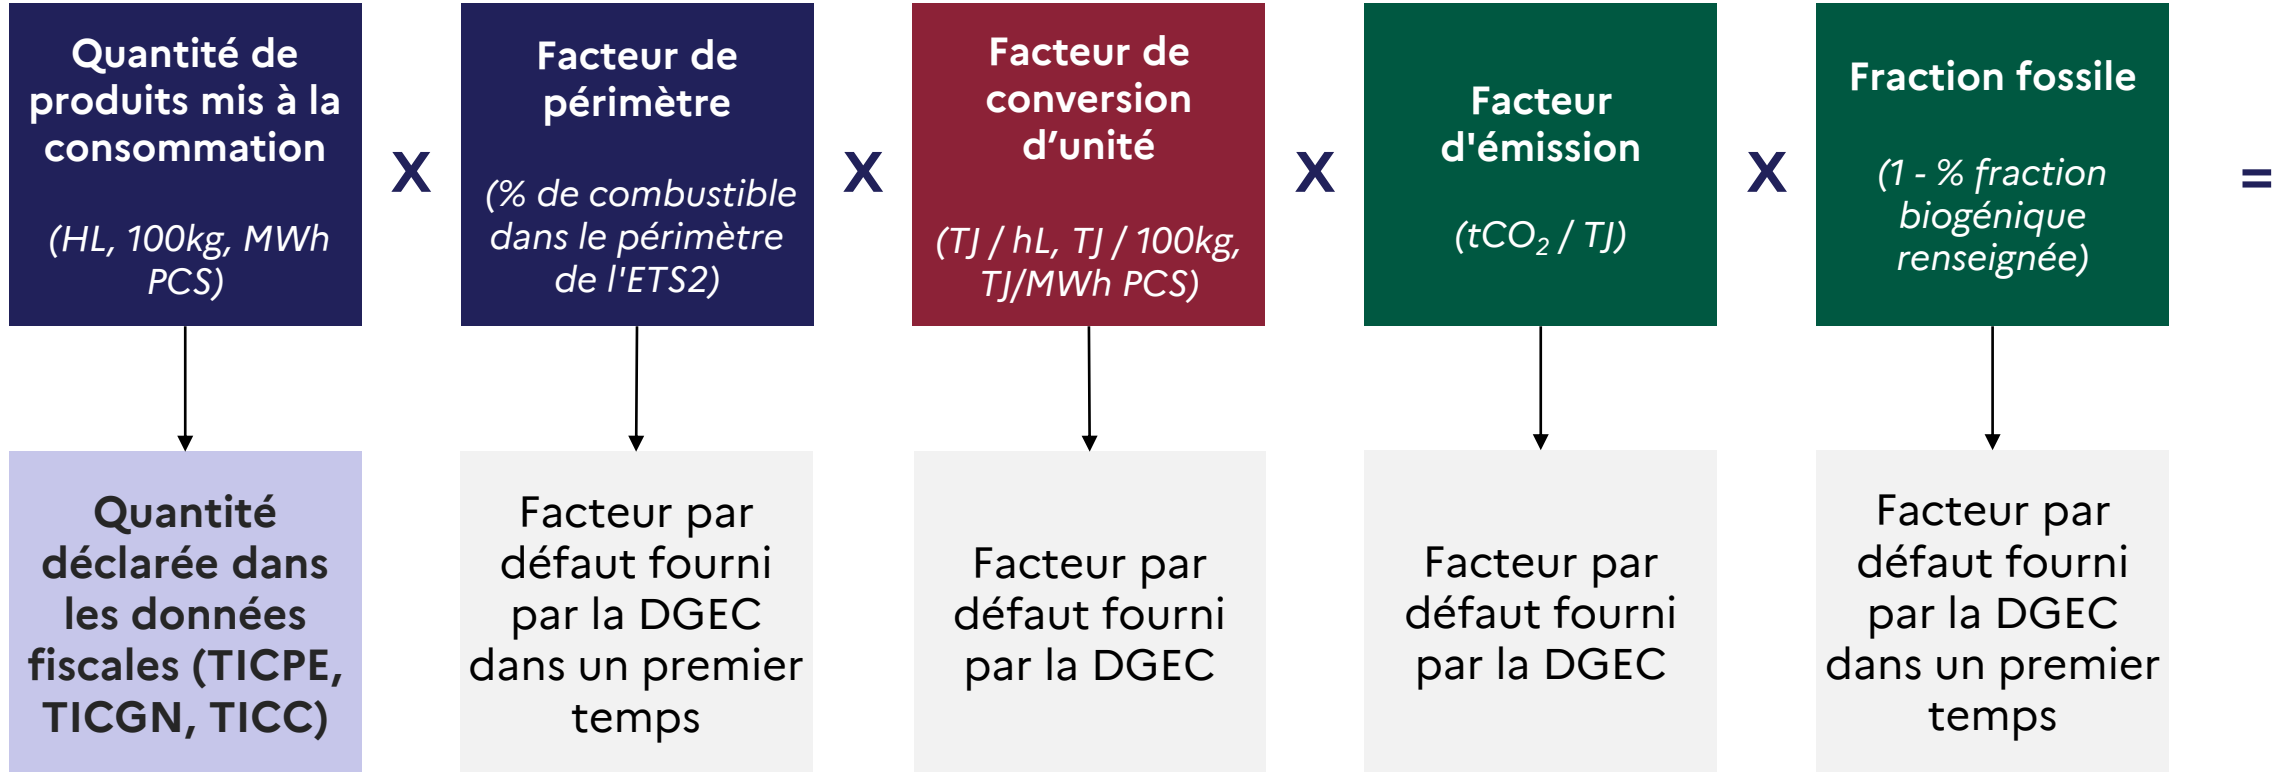 Quantité de
produits mis à la
consommation
(HL, 100kg, MWh
PCS)
X
Facteur de
périmètre
(% de combustible
dans le périmètre
de l'ETS2)
X
Facteur de
conversion
d’unité
(TJ / hL, TJ / 100kg,
TJ/MWh PCS)
X
Facteur
d'émission
(tCO₂ / TJ)
X
Fraction fossile
(1 - % fraction
biogénique
renseignée)
=
Quantité
déclarée dans
les données
fiscales (TICPE,
TICGN, TICC)
Facteur par
défaut fourni
par la DGEC
dans un premier
temps
Facteur par
défaut fourni
par la DGEC
Facteur par
défaut fourni
par la DGEC
Facteur par
défaut fourni
par la DGEC
dans un premier
temps